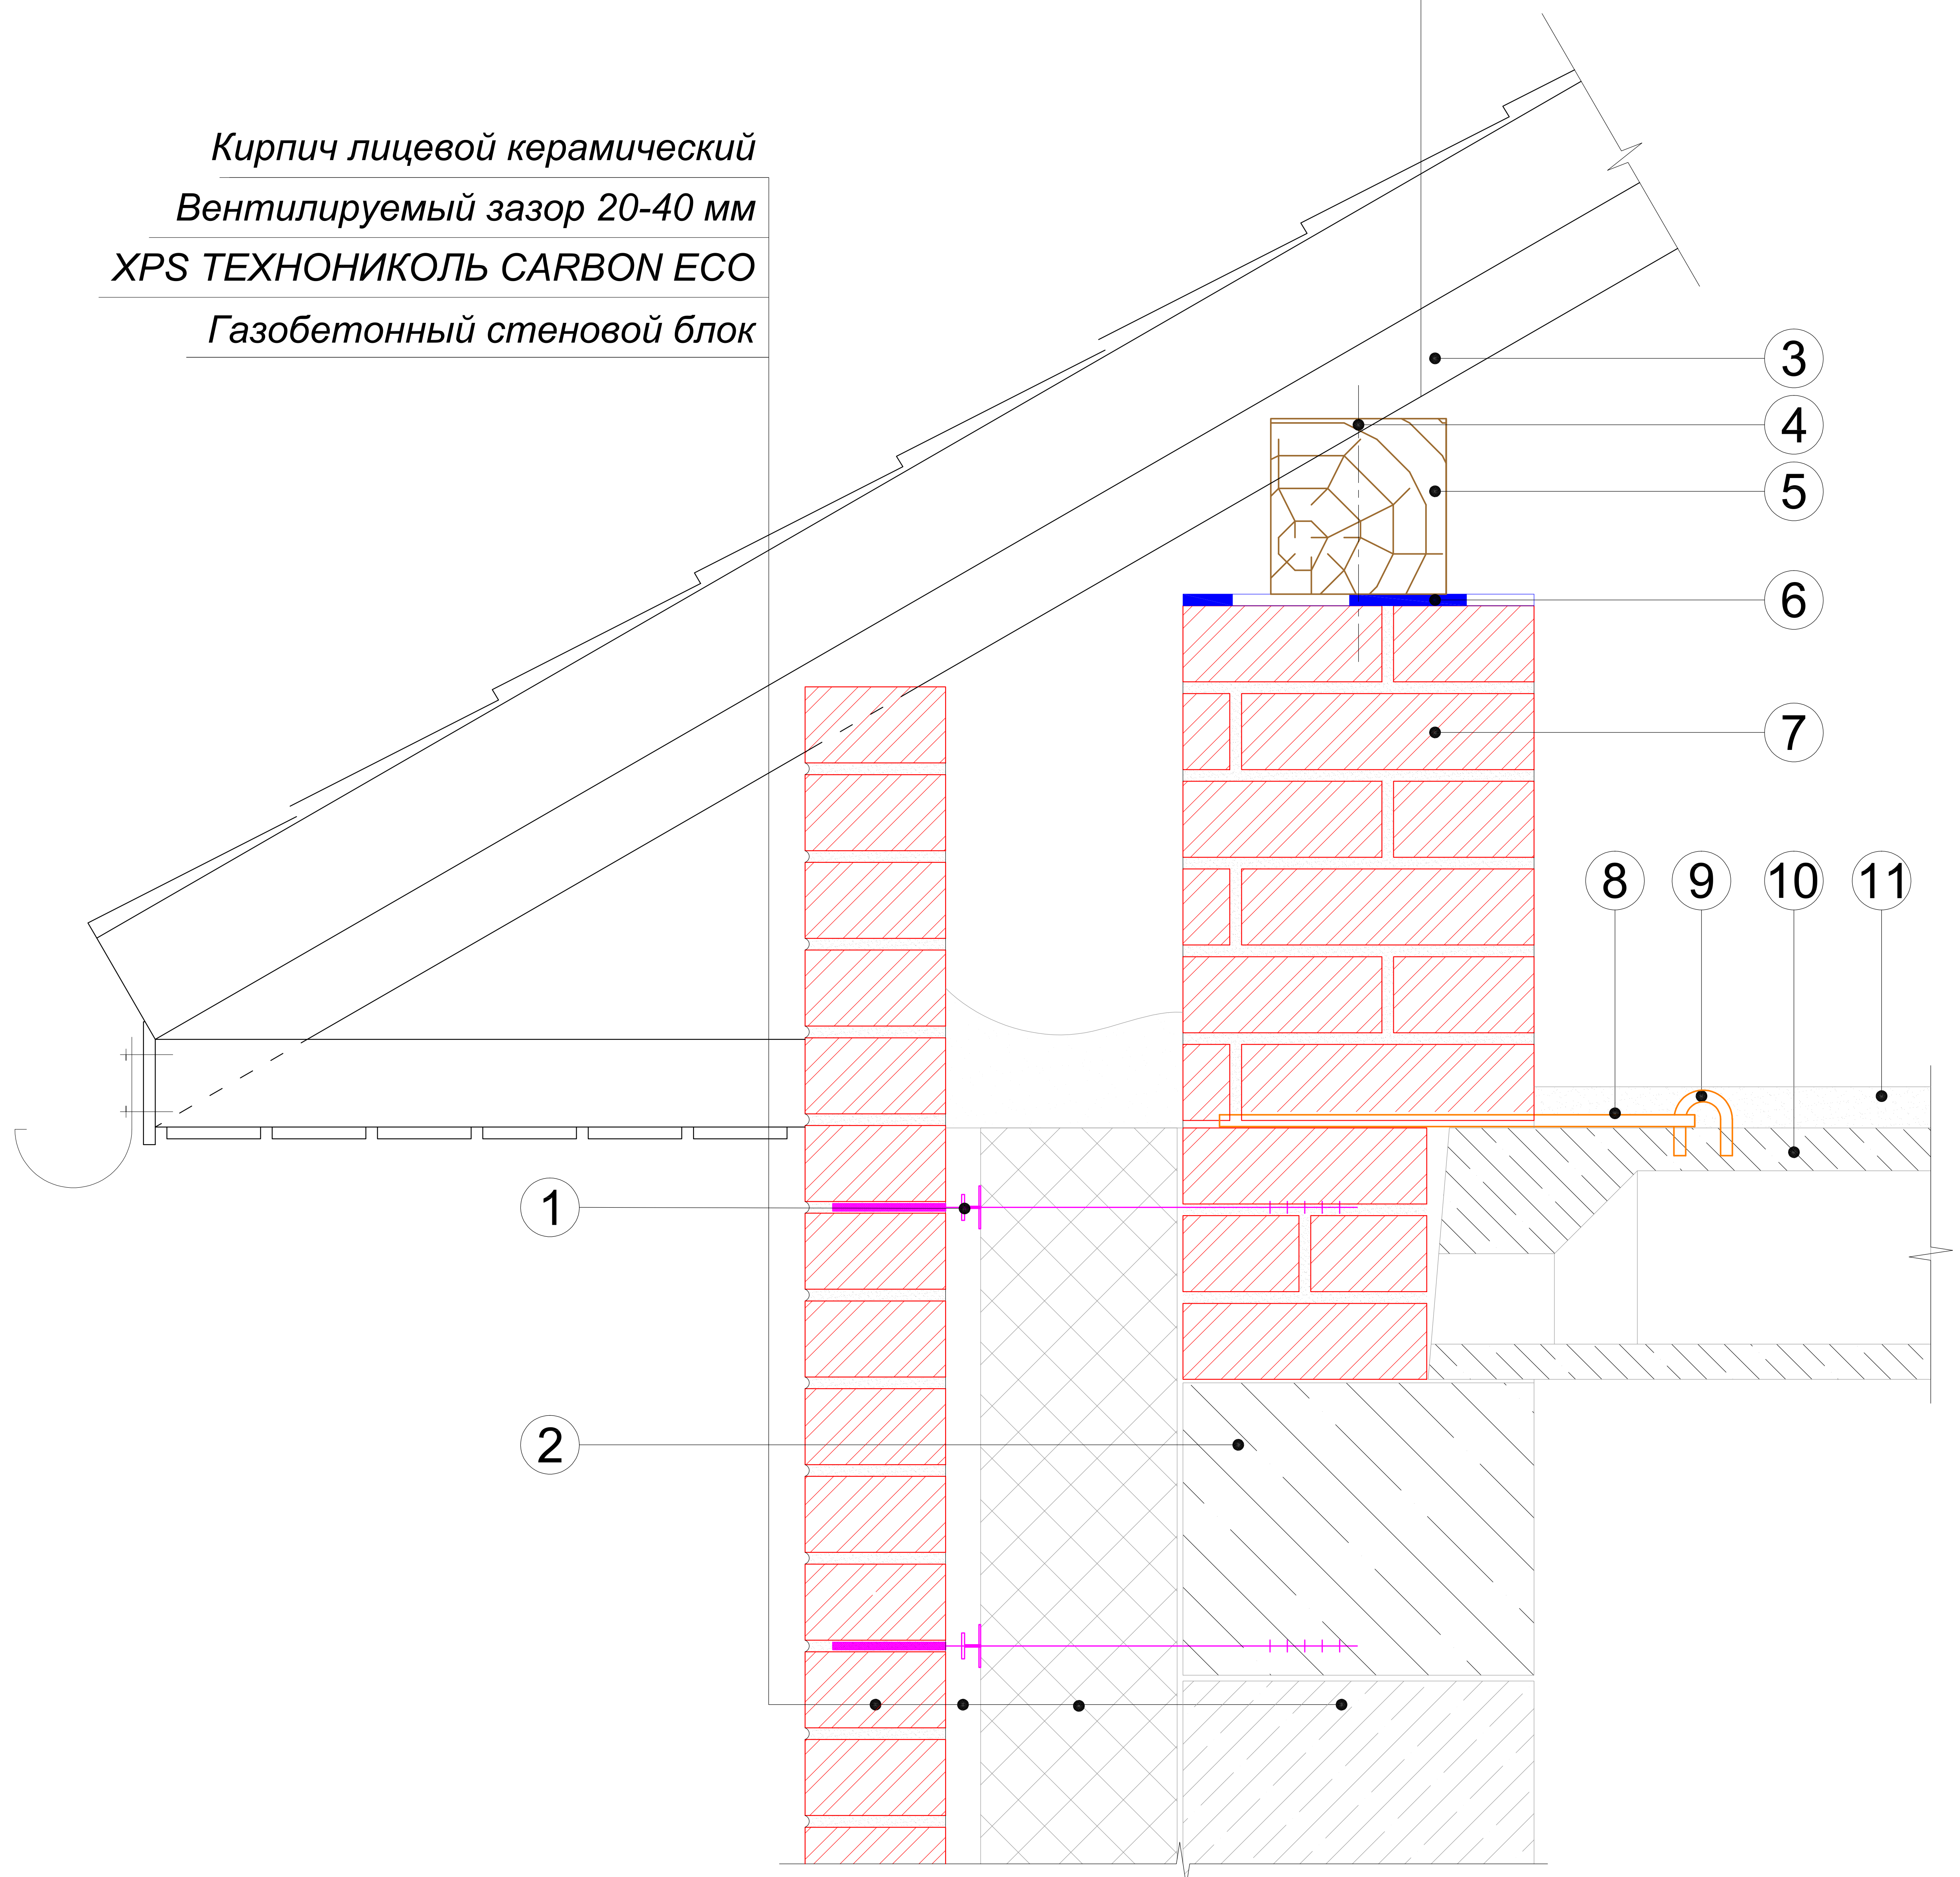 Кирпич лицевой керамический
Вентилируемый зазор 20-40 мм
XPS ТЕХНОНИКОЛЬ CARBON ECO
Газобетонный стеновой блок
3
4
5
6
7
8 9 10 11
1
2